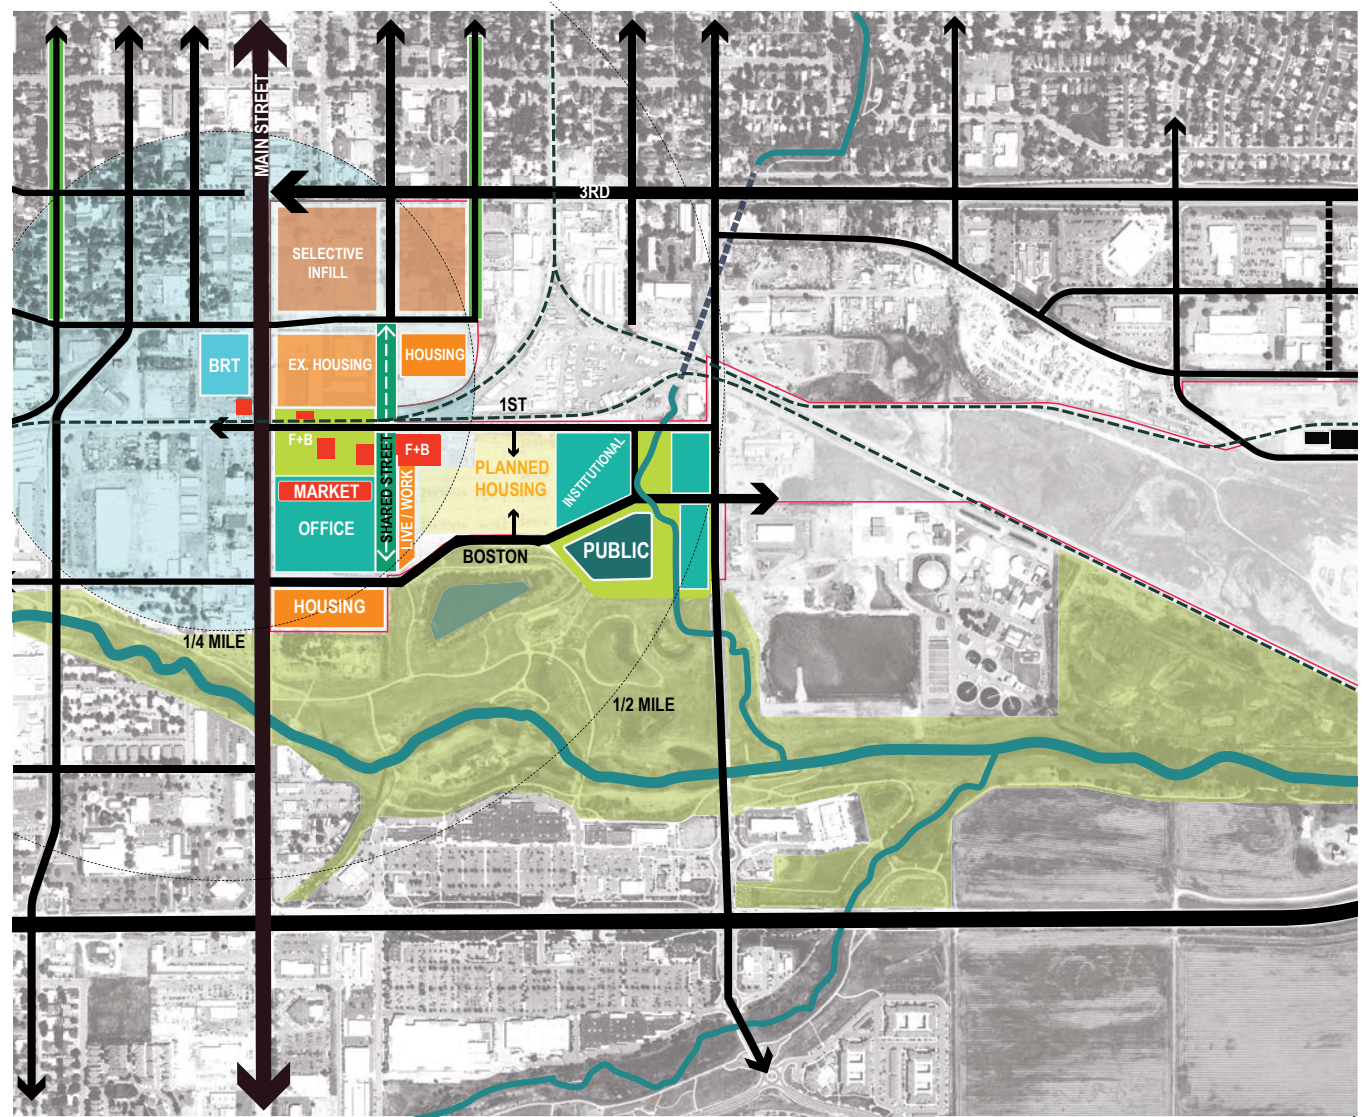 MAIN STREET
3RD
SELECTIVE
INFILL
BRT
EX. HOUSING
HOUSING
1ST
F+B
F+B
SHARED STREET
LIVE / WORK
PLANNED
HOUSING
INSTITUTIONAL
MARKET
OFFICE
PUBLIC
BOSTON
HOUSING
1/4 MILE
1/2 MILE